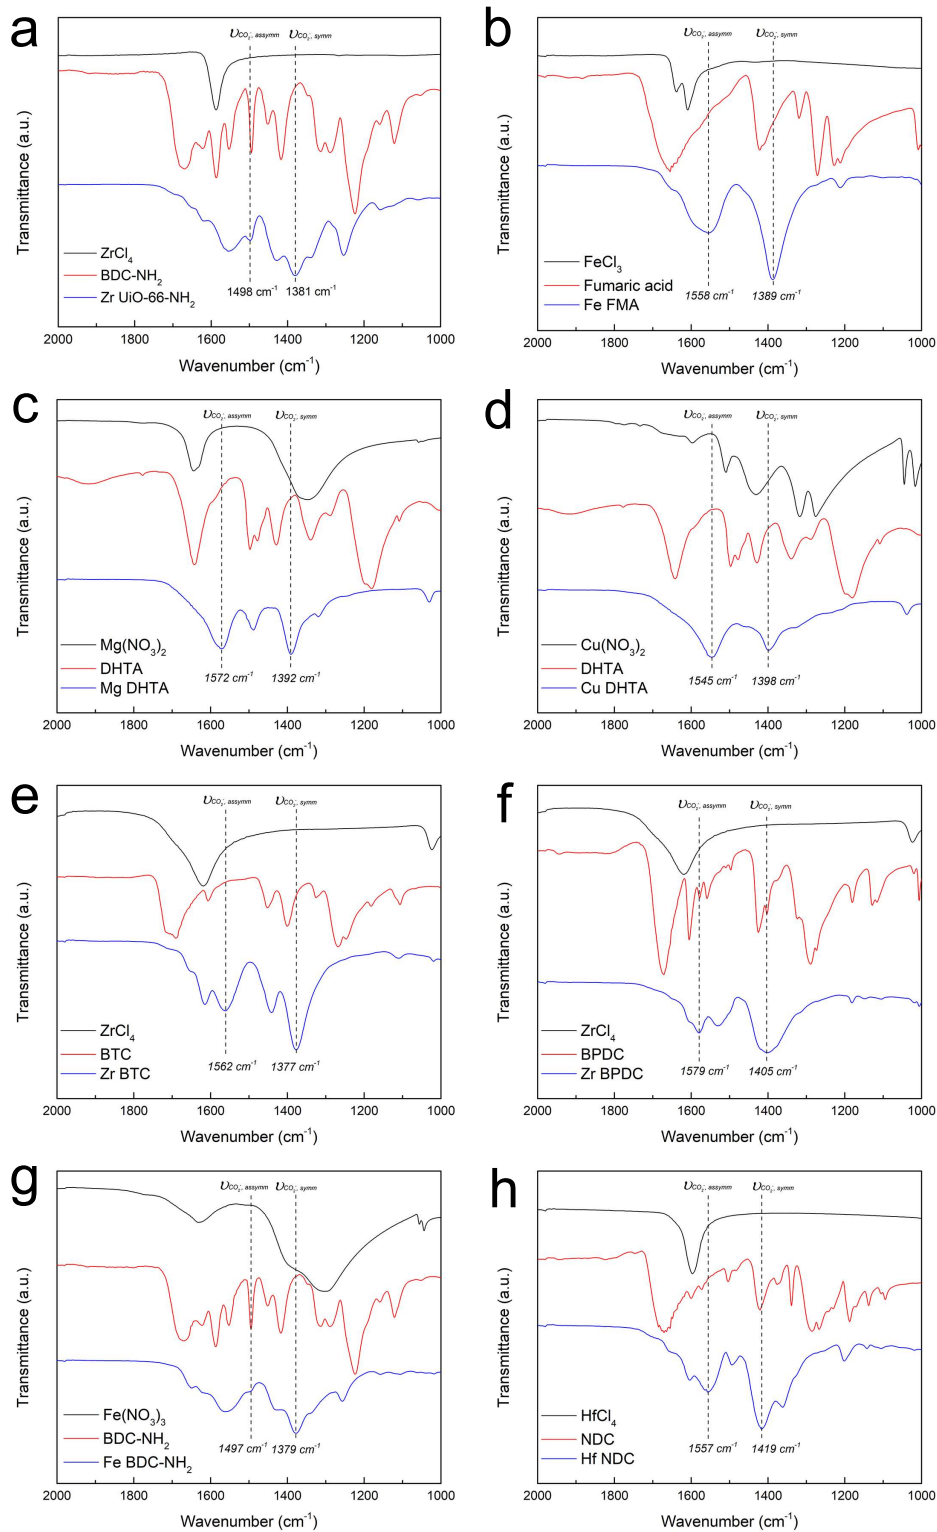 a
υCO₂⁻, assymm υCO₂⁻, symm
Transmittance (a.u.)
ZrCl₄
BDC-NH₂
Zr UiO-66-NH₂
1498 cm⁻¹ 1381 cm⁻¹
2000 1800 1600 1400 1200 1000
Wavenumber (cm⁻¹)
b
υCO₂⁻, assymm υCO₂⁻, symm
Transmittance (a.u.)
FeCl₃
Fumaric acid
Fe FMA
1558 cm⁻¹ 1389 cm⁻¹
2000 1800 1600 1400 1200 1000
Wavenumber (cm⁻¹)
c
υCO₂⁻, assymm υCO₂⁻, symm
Transmittance (a.u.)
Mg(NO₃)₂
DHTA
Mg DHTA
1572 cm⁻¹ 1392 cm⁻¹
2000 1800 1600 1400 1200 1000
Wavenumber (cm⁻¹)
d
υCO₂⁻, assymm υCO₂⁻, symm
Transmittance (a.u.)
Cu(NO₃)₂
DHTA
Cu DHTA
1545 cm⁻¹ 1398 cm⁻¹
2000 1800 1600 1400 1200 1000
Wavenumber (cm⁻¹)
e
υCO₂⁻, assymm υCO₂⁻, symm
Transmittance (a.u.)
ZrCl₄
BTC
Zr BTC
1562 cm⁻¹ 1377 cm⁻¹
2000 1800 1600 1400 1200 1000
Wavenumber (cm⁻¹)
f
υCO₂⁻, assymm υCO₂⁻, symm
Transmittance (a.u.)
ZrCl₄
BPDC
Zr BPDC
1579 cm⁻¹ 1405 cm⁻¹
2000 1800 1600 1400 1200 1000
Wavenumber (cm⁻¹)
g
υCO₂⁻, assymm υCO₂⁻, symm
Transmittance (a.u.)
Fe(NO₃)₃
BDC-NH₂
Fe BDC-NH₂
1497 cm⁻¹ 1379 cm⁻¹
2000 1800 1600 1400 1200 1000
Wavenumber (cm⁻¹)
h
υCO₂⁻, assymm υCO₂⁻, symm
Transmittance (a.u.)
HfCl₄
NDC
Hf NDC
1557 cm⁻¹ 1419 cm⁻¹
2000 1800 1600 1400 1200 1000
Wavenumber (cm⁻¹)